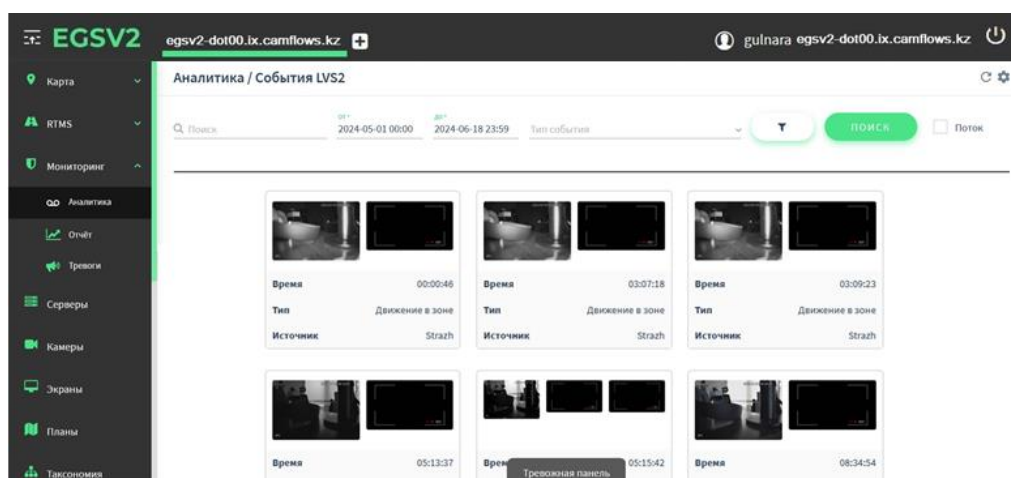 EGSV2
egsv2-dot00.ix.camflows.kz
gulnara egsv2-dot00.ix.camflows.kz
Карта
RTMS
Мониторинг
Аналитика
Отчёт
Тревоги
Серверы
Камеры
Экраны
Планы
Таксономия
Аналитика / События LVS2
Поиск
от*
2024-05-01 00:00
до*
2024-06-18 23:59
Тип события
ПОИСК
Поток
Время 00:00:46
Тип Движение в зоне
Источник Strazh
Время 03:07:18
Тип Движение в зоне
Источник Strazh
Время 03:09:23
Тип Движение в зоне
Источник Strazh
Время 05:13:37
Время 05:15:42
Время 08:34:54
Тревожная панель